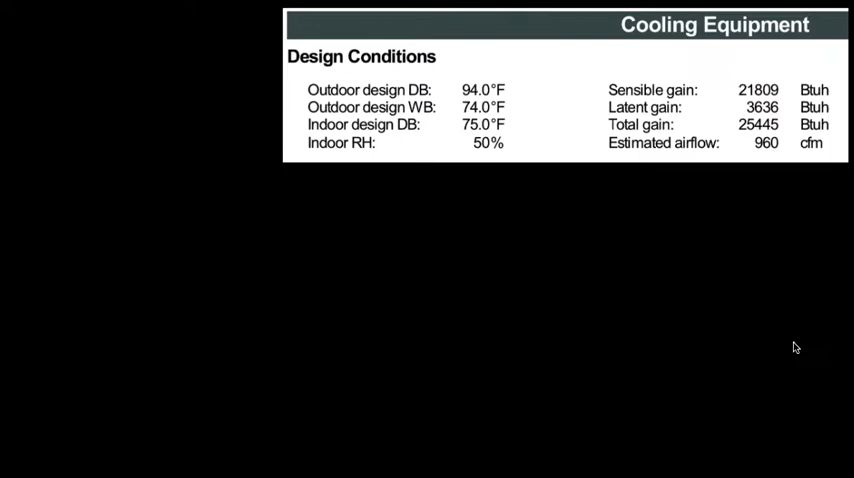 Cooling Equipment
Design Conditions
Outdoor design DB: 94.0°F Sensible gain: 21809 Btuh
Outdoor design WB: 74.0°F Latent gain: 3636 Btuh
Indoor design DB: 75.0°F Total gain: 25445 Btuh
Indoor RH: 50% Estimated airflow: 960 cfm